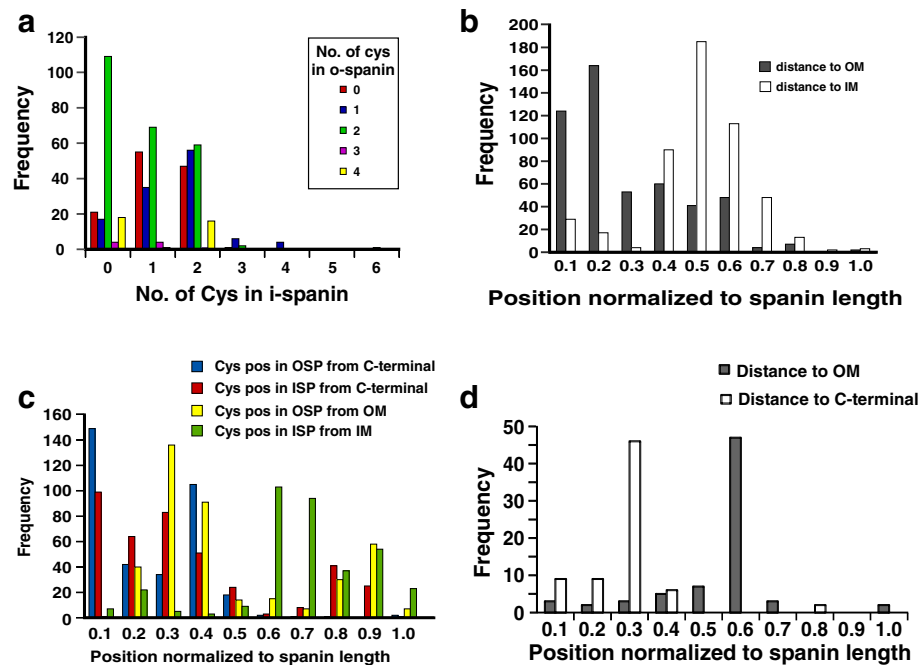 a
120
100
80
60
40
20
0
Frequency
No. of cys
in o-spanin
0
1
2
3
4
0 1 2 3 4 5 6
No. of Cys in i-spanin
b
200
180
160
140
120
100
80
60
40
20
0
Frequency
distance to OM
distance to IM
0.1 0.2 0.3 0.4 0.5 0.6 0.7 0.8 0.9 1.0
Position normalized to spanin length
c
Cys pos in OSP from C-terminal
Cys pos in ISP from C-terminal
Cys pos in OSP from OM
Cys pos in ISP from IM
160
140
120
100
80
60
40
20
0
Frequency
0.1 0.2 0.3 0.4 0.5 0.6 0.7 0.8 0.9 1.0
Position normalized to spanin length
d
Distance to OM
Distance to C-terminal
50
40
30
20
10
0
Frequency
0.1 0.2 0.3 0.4 0.5 0.6 0.7 0.8 0.9 1.0
Position normalized to spanin length